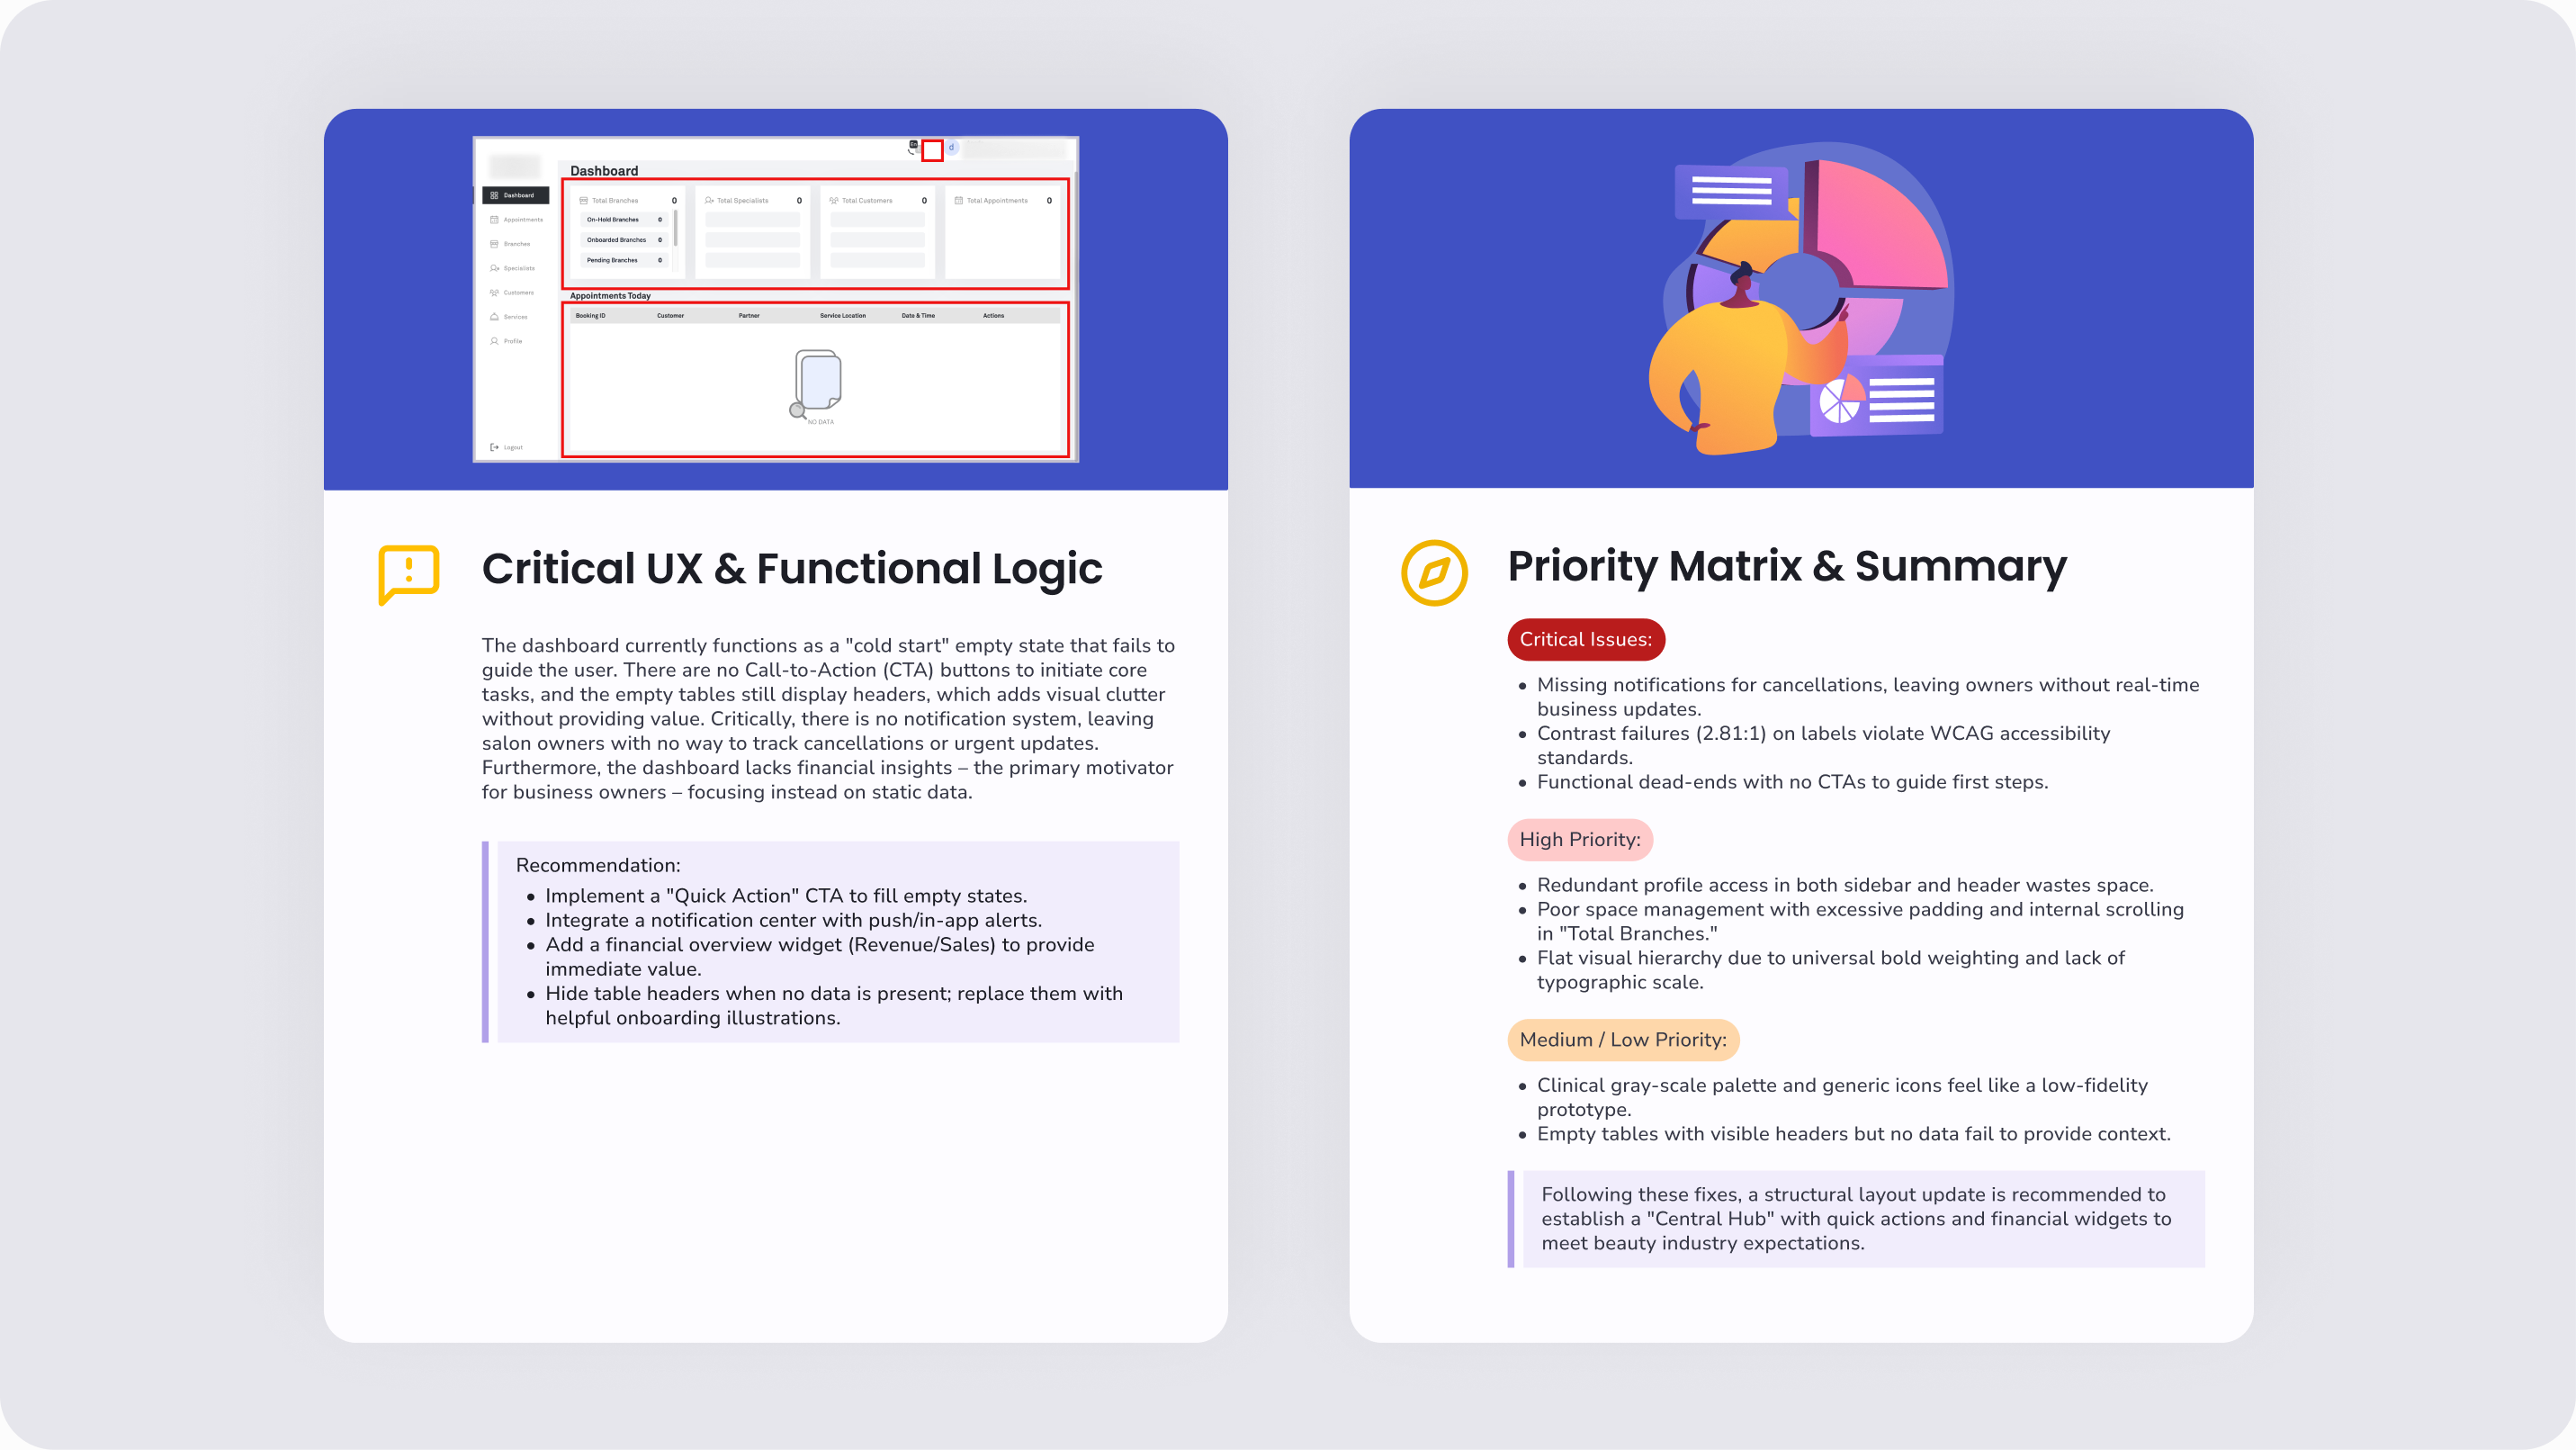 Dashboard
Dashboard
Appointments
Branches
Specialists
Customers
Services
Profile
Logout
d
Total Branches 0
On-Hold Branches 0
Onboarded Branches 0
Pending Branches 0
Total Specialists 0
Total Customers 0
Total Appointments 0
Appointments Today
Booking ID Customer Partner Service Location Date & Time Actions
NO DATA
Critical UX & Functional Logic
The dashboard currently functions as a "cold start" empty state that fails to
guide the user. There are no Call-to-Action (CTA) buttons to initiate core
tasks, and the empty tables still display headers, which adds visual clutter
without providing value. Critically, there is no notification system, leaving
salon owners with no way to track cancellations or urgent updates.
Furthermore, the dashboard lacks financial insights – the primary motivator
for business owners – focusing instead on static data.
Recommendation:
• Implement a "Quick Action" CTA to fill empty states.
• Integrate a notification center with push/in-app alerts.
• Add a financial overview widget (Revenue/Sales) to provide
immediate value.
• Hide table headers when no data is present; replace them with
helpful onboarding illustrations.
Priority Matrix & Summary
Critical Issues:
• Missing notifications for cancellations, leaving owners without real-time
business updates.
• Contrast failures (2.81:1) on labels violate WCAG accessibility
standards.
• Functional dead-ends with no CTAs to guide first steps.
High Priority:
• Redundant profile access in both sidebar and header wastes space.
• Poor space management with excessive padding and internal scrolling
in "Total Branches."
• Flat visual hierarchy due to universal bold weighting and lack of
typographic scale.
Medium / Low Priority:
• Clinical gray-scale palette and generic icons feel like a low-fidelity
prototype.
• Empty tables with visible headers but no data fail to provide context.
Following these fixes, a structural layout update is recommended to
establish a "Central Hub" with quick actions and financial widgets to
meet beauty industry expectations.